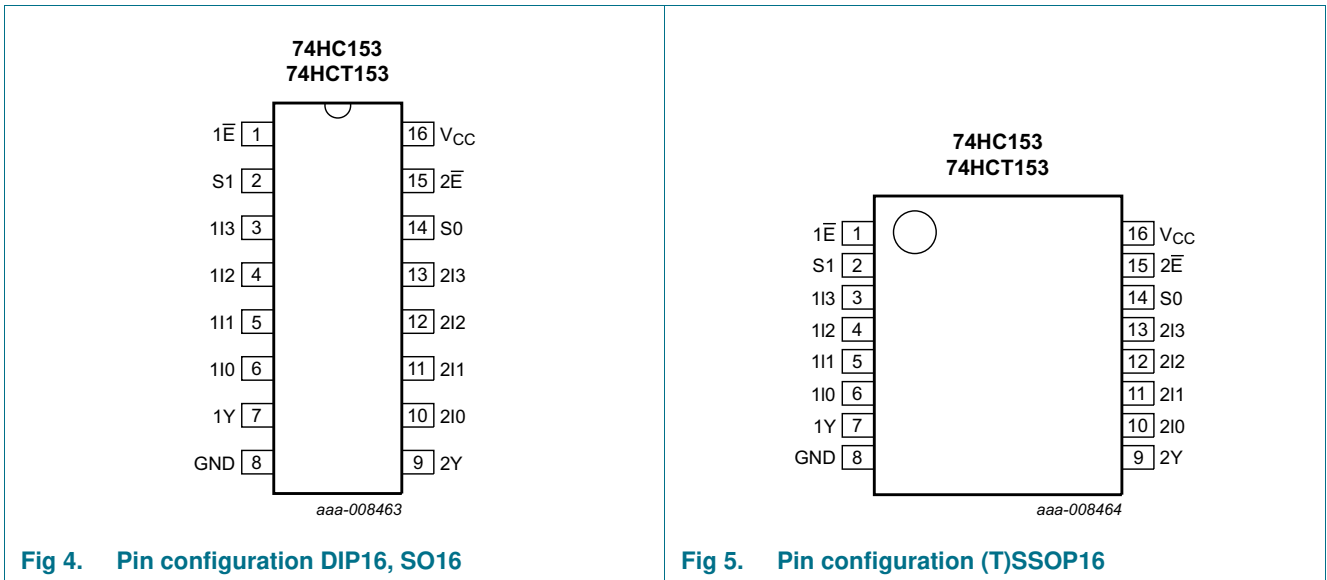 74HC153
74HCT153
1E̅ 1 16 VCC
S1 2 15 2E̅
1I3 3 14 S0
1I2 4 13 2I3
1I1 5 12 2I2
1I0 6 11 2I1
1Y 7 10 2I0
GND 8 9 2Y
aaa-008463
Fig 4. Pin configuration DIP16, SO16
74HC153
74HCT153
1E̅ 1 16 VCC
S1 2 15 2E̅
1I3 3 14 S0
1I2 4 13 2I3
1I1 5 12 2I2
1I0 6 11 2I1
1Y 7 10 2I0
GND 8 9 2Y
aaa-008464
Fig 5. Pin configuration (T)SSOP16